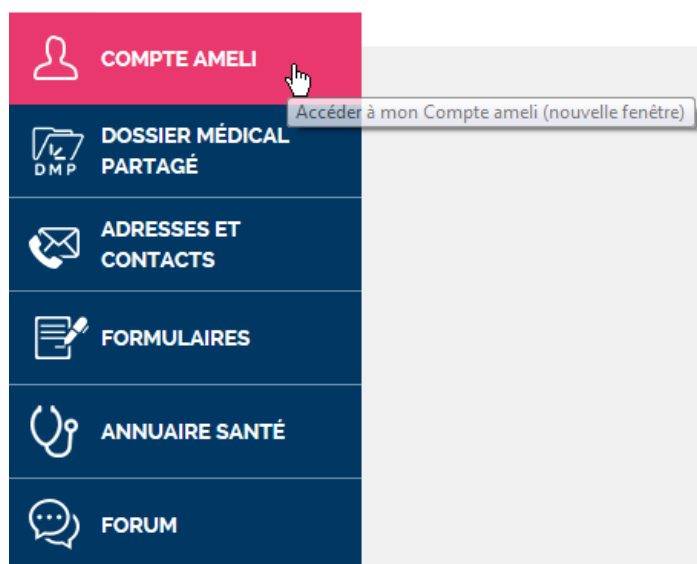 COMPTE AMELI
Accéder à mon Compte ameli (nouvelle fenêtre)
DOSSIER MÉDICAL
PARTAGÉ
DMP
ADRESSES ET
CONTACTS
FORMULAIRES
ANNUAIRE SANTÉ
FORUM